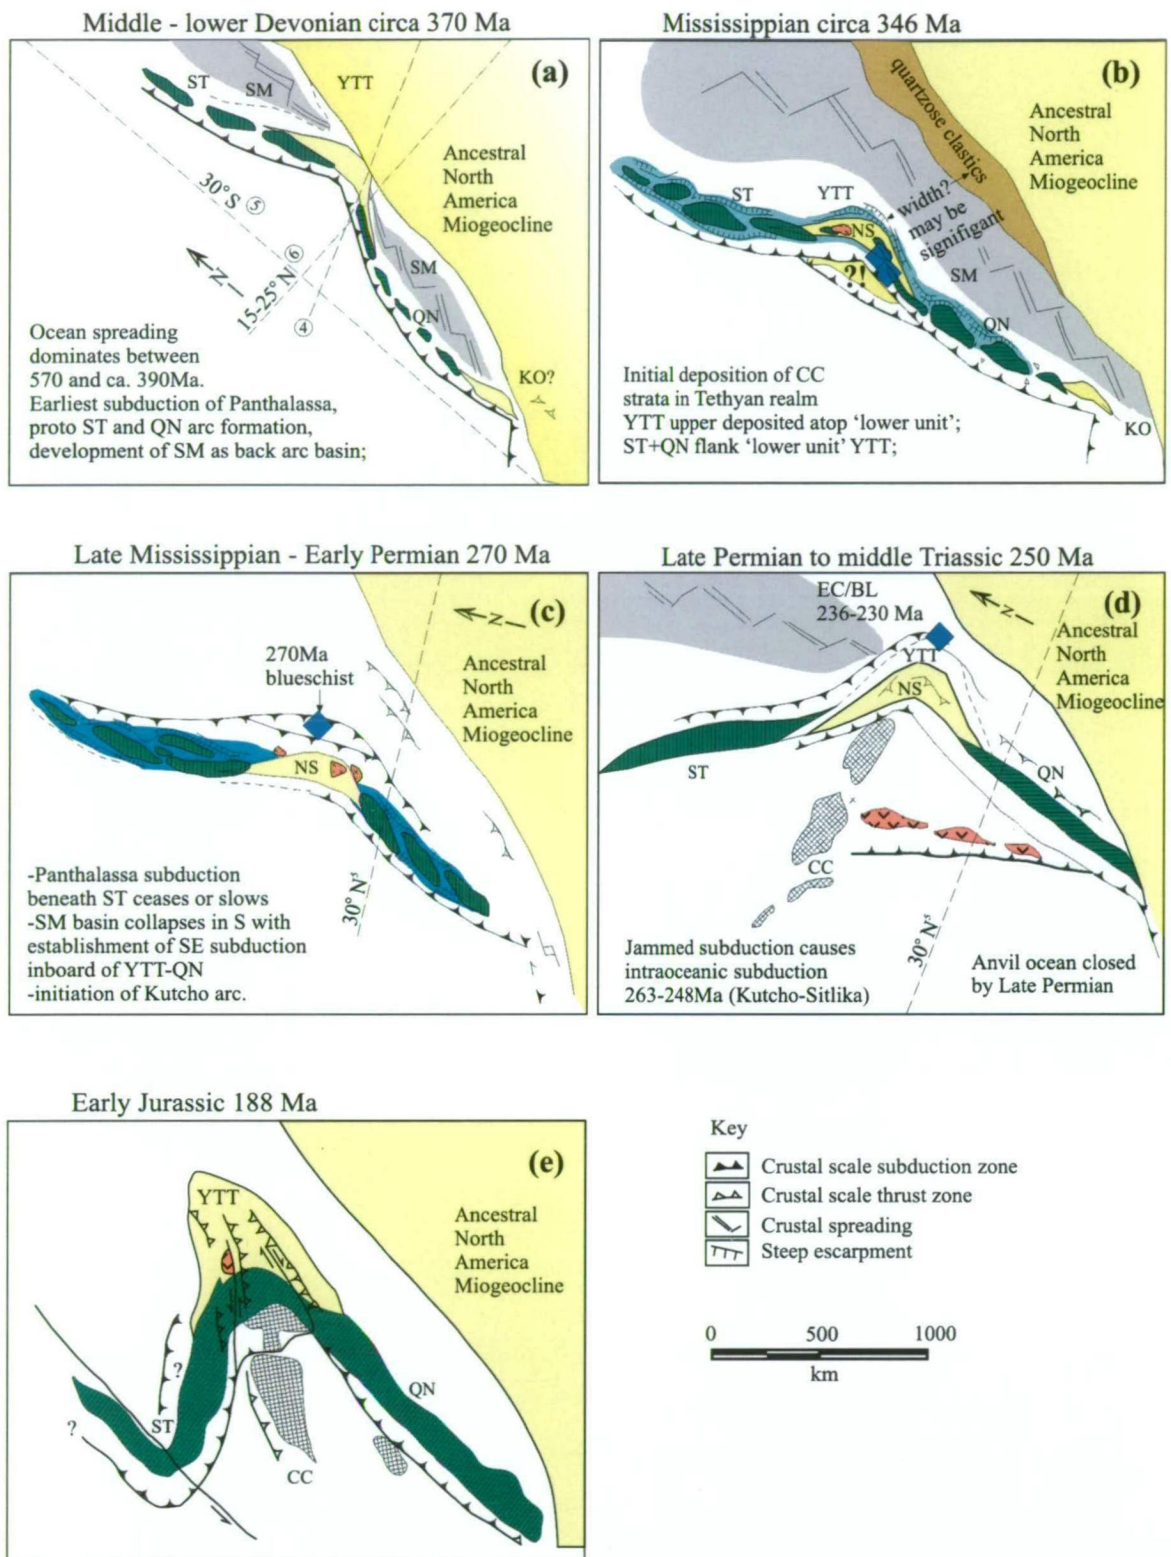 Middle - lower Devonian circa 370 Ma
(a)
ST
SM
YTT
Ancestral
North
America
Miogeocline
30° S ⑤
N
15-25° N ⑥
④
SM
QN
KO?
Ocean spreading
dominates between
570 and ca. 390Ma.
Earliest subduction of Panthalassa,
proto ST and QN arc formation,
development of SM as back arc basin;
Mississippian circa 346 Ma
(b)
quartzose clastics
Ancestral
North
America
Miogeocline
ST
YTT
width?
may be
signifigant
NS
?!
SM
QN
KO
Initial deposition of CC
strata in Tethyan realm
YTT upper deposited atop ‘lower unit’;
ST+QN flank ‘lower unit’ YTT;
Late Mississippian - Early Permian 270 Ma
(c)
N
270Ma
blueschist
Ancestral
North
America
Miogeocline
NS
30° N⁵
-Panthalassa subduction
beneath ST ceases or slows
-SM basin collapses in S with
establishment of SE subduction
inboard of YTT-QN
-initiation of Kutcho arc.
Late Permian to middle Triassic 250 Ma
EC/BL
236-230 Ma
(d)
N
YTT
Ancestral
North
America
Miogeocline
NS
ST
QN
CC
30° N⁵
Jammed subduction causes
intraoceanic subduction
263-248Ma (Kutcho-Sitlika)
Anvil ocean closed
by Late Permian
Early Jurassic 188 Ma
(e)
YTT
Ancestral
North
America
Miogeocline
?
ST
?
QN
CC
Key
Crustal scale subduction zone
Crustal scale thrust zone
Crustal spreading
Steep escarpment
0 500 1000
km